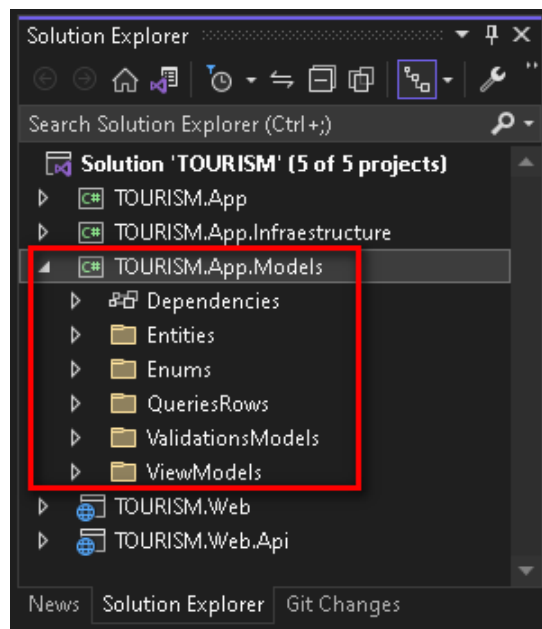 Solution Explorer
Search Solution Explorer (Ctrl+;)
Solution 'TOURISM' (5 of 5 projects)
C# TOURISM.App
C# TOURISM.App.Infraestructure
C# TOURISM.App.Models
Dependencies
Entities
Enums
QueriesRows
ValidationsModels
ViewModels
TOURISM.Web
TOURISM.Web.Api
News Solution Explorer Git Changes